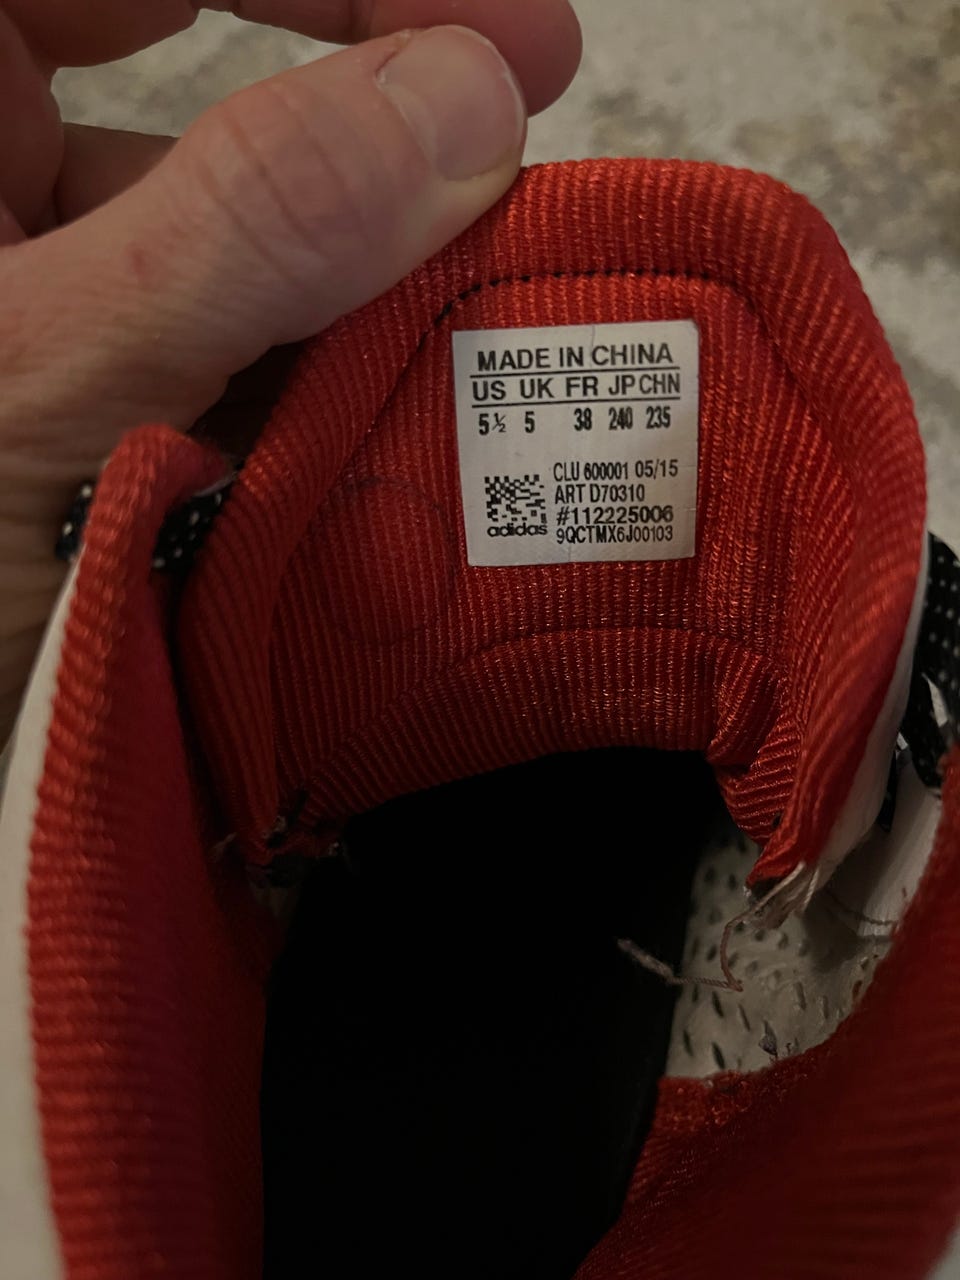 MADE IN CHINA
US UK FR JP CHN
5½ 5 38 240 235
CLU 600001 05/15
ART D70310
#112225006
9QCTMX6J00103
adidas